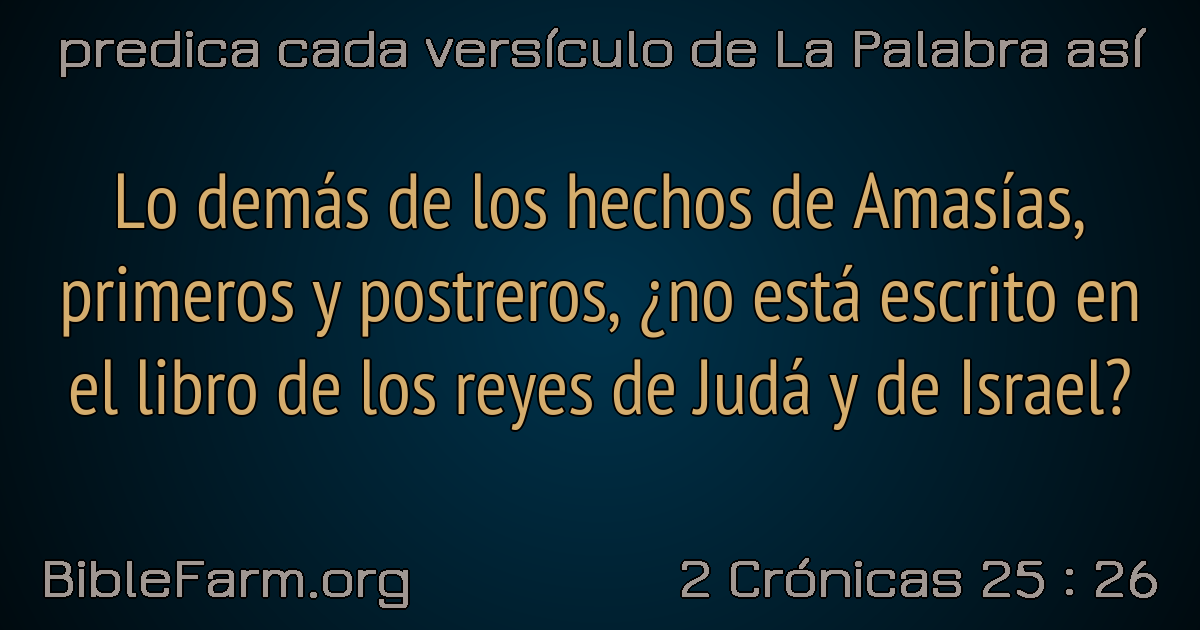 predica cada versículo de La Palabra así
Lo demás de los hechos de Amasías,
primeros y postreros, ¿no está escrito en
el libro de los reyes de Judá y de Israel?
BibleFarm.org
2 Crónicas 25 : 26